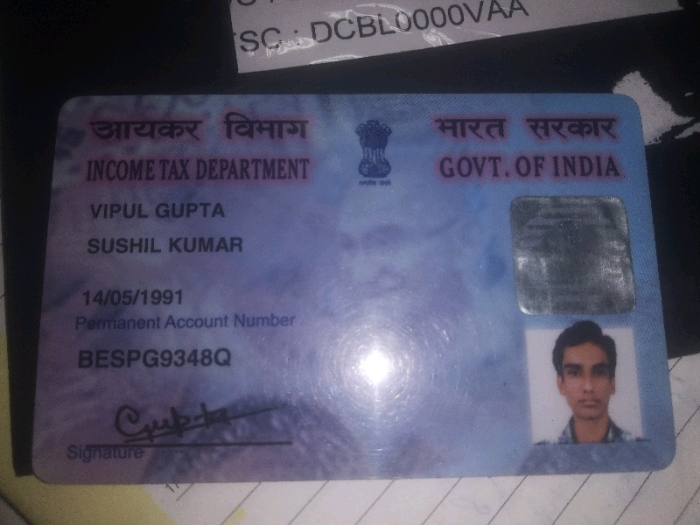 SC : DCBL0000VAA
आयकर विभाग
भारत सरकार
INCOME TAX DEPARTMENT
GOVT. OF INDIA
VIPUL GUPTA
SUSHIL KUMAR
14/05/1991
Permanent Account Number
BESPG9348Q
Gupta
Signature